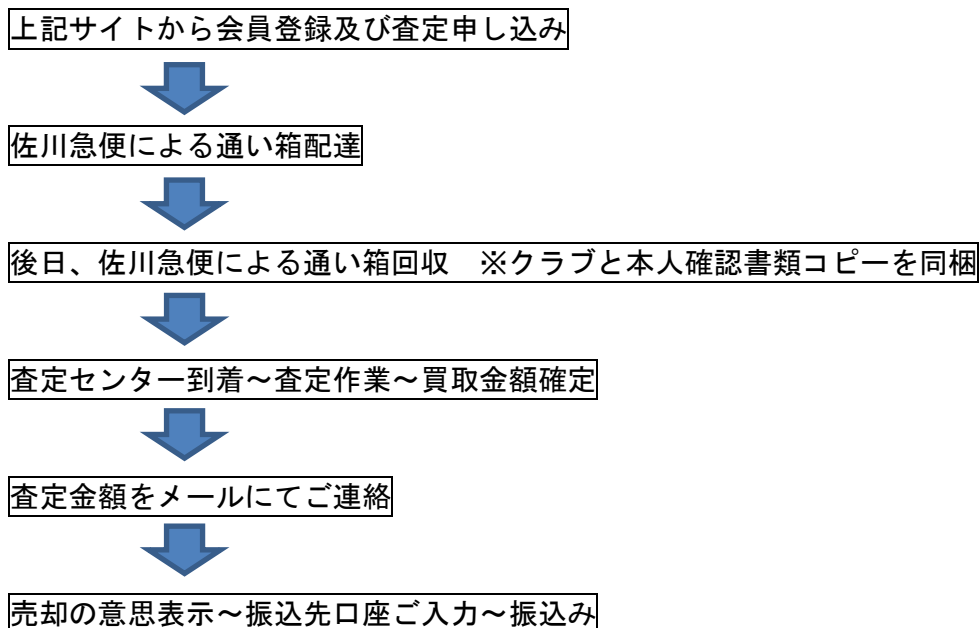 上記サイトから会員登録及び査定申し込み
佐川急便による通い箱配達
後日、佐川急便による通い箱回収　※クラブと本人確認書類コピーを同梱
査定センター到着～査定作業～買取金額確定
査定金額をメールにてご連絡
売却の意思表示～振込先口座ご入力～振込み